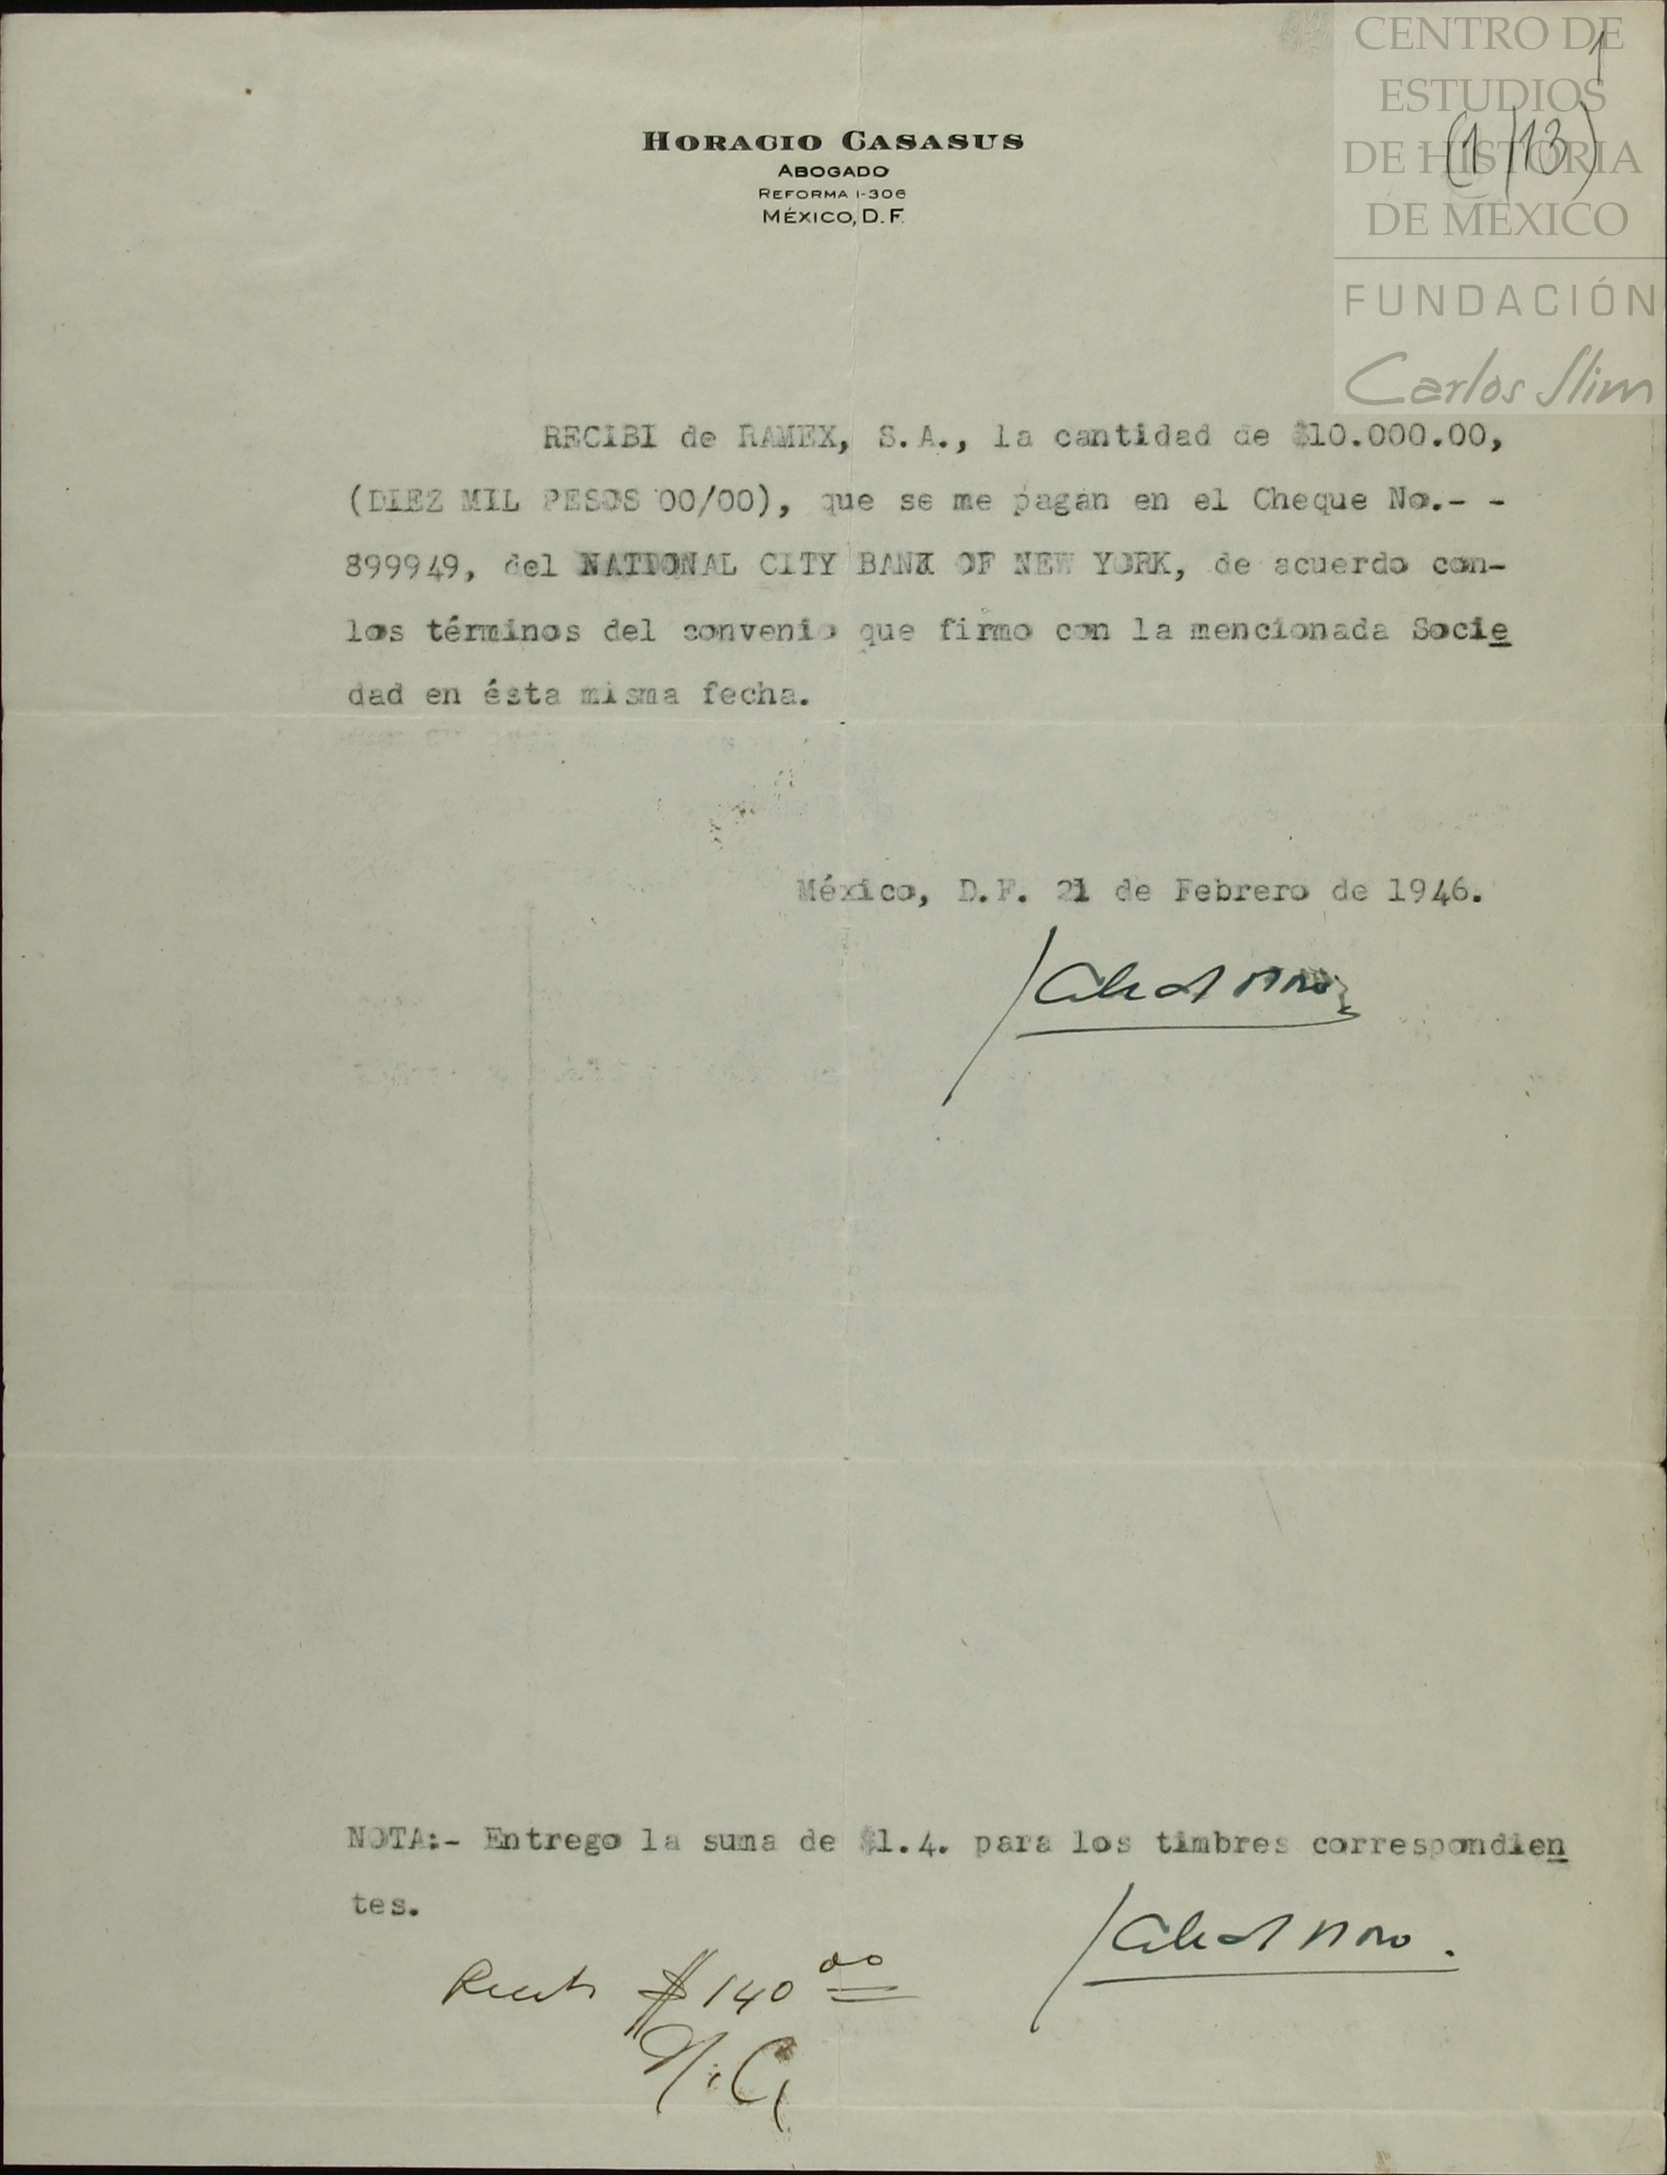 CENTRO DE
ESTUDIOS
DE HISTORIA
DE MÉXICO
FUNDACIÓN
Carlos Slim
1
(1/13)
HORACIO CASASUS
ABOGADO
REFORMA 1-306
MÉXICO, D. F.
RECIBI de RAMEX, S.A., la cantidad de $10.000.00,
(DIEZ MIL PESOS 00/00), que se me pagan en el Cheque No.- -
899949, del NATIONAL CITY BANK OF NEW YORK, de acuerdo con-
los términos del convenio que firmo con la mencionada Socie
dad en ésta misma fecha.
México, D.F. 21 de Febrero de 1946.
NOTA:- Entrego la suma de $1.4. para los timbres correspondien
tes.
$140 00